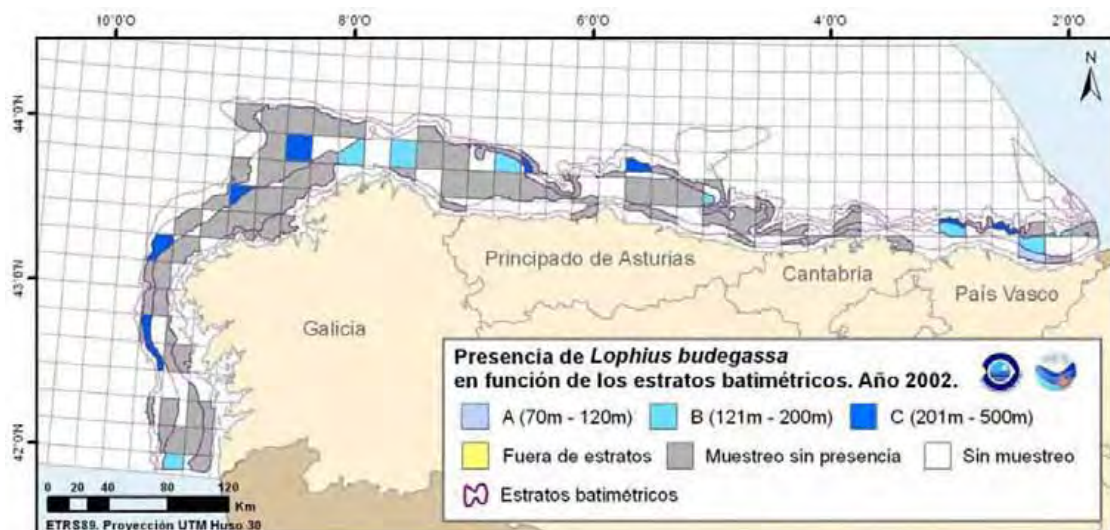 10°0'O 8°0'O 6°0'O 4°0'O 2°0'O
N
44°0'N
43°0'N
42°0'N
Principado de Asturias
Cantabria
País Vasco
Galicia
Presencia de Lophius budegassa
en función de los estratos batimétricos. Año 2002.
A (70m - 120m) B (121m - 200m) C (201m - 500m)
Fuera de estratos Muestreo sin presencia Sin muestreo
Estratos batimétricos
0 20 40 80 120
Km
ETRS89. Proyección UTM Huso 30